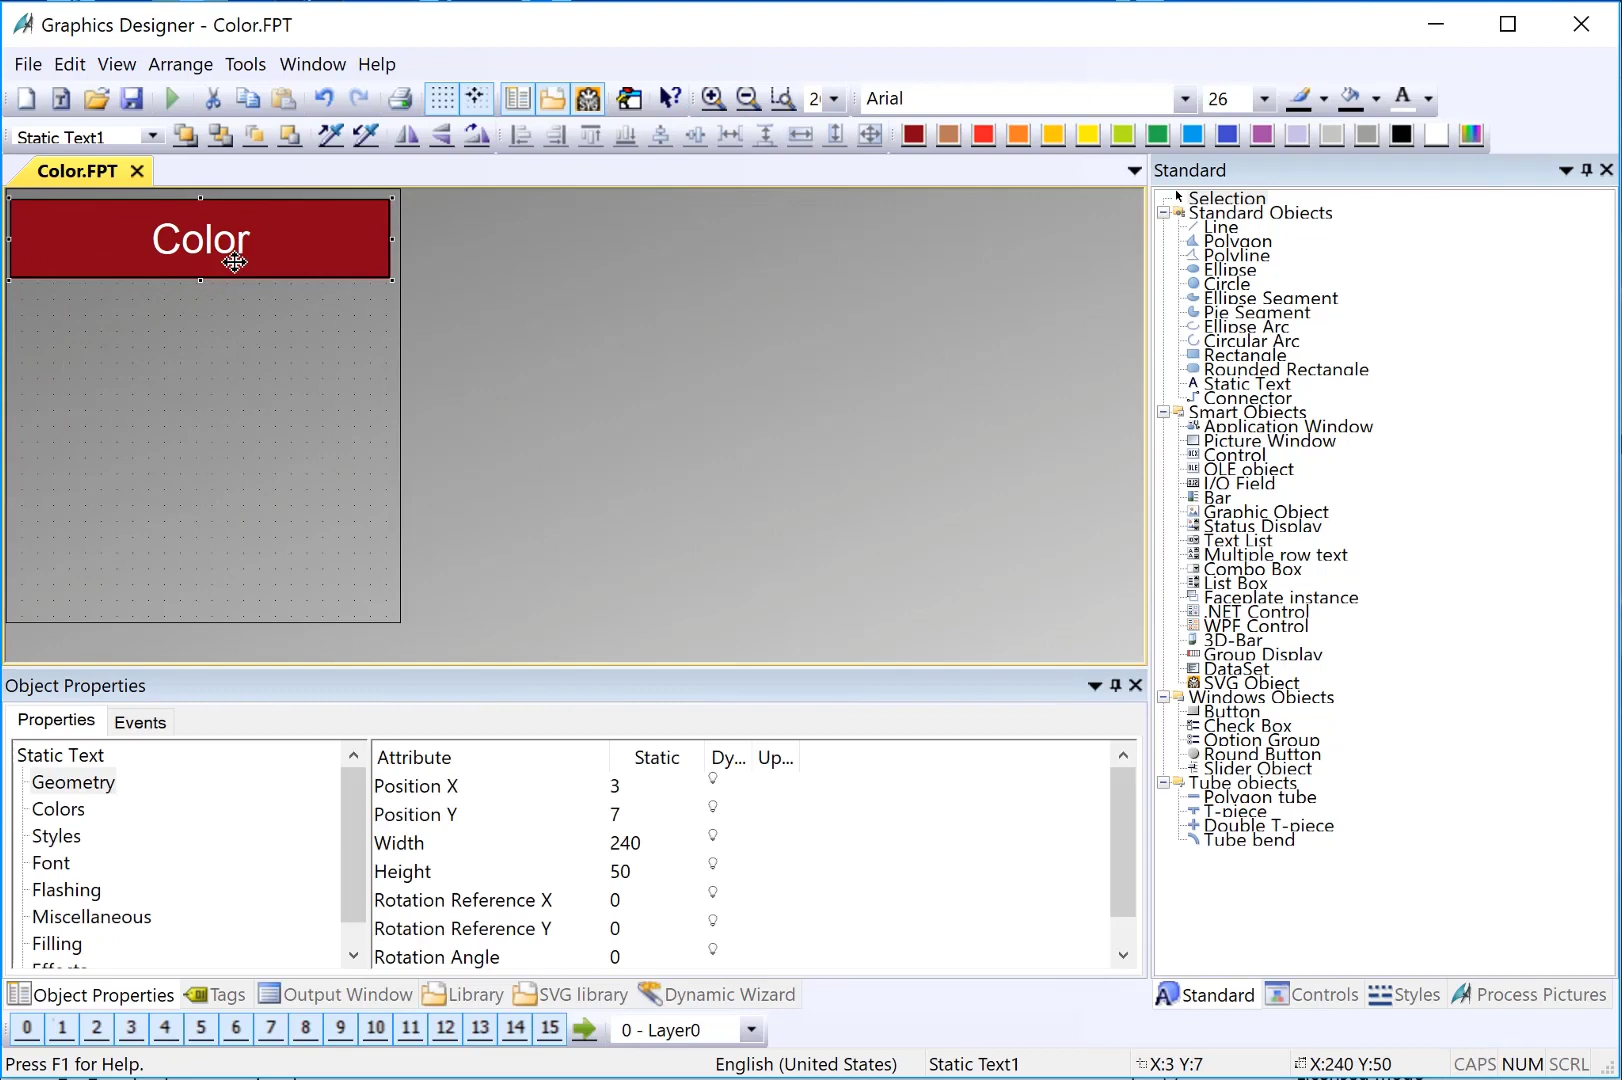 Graphics Designer - Color.FPT
File Edit View Arrange Tools Window Help
Arial 26
Static Text1
Color.FPT
Color
Standard
Selection
Standard Objects
Line
Polygon
Polyline
Ellipse
Circle
Ellipse Segment
Pie Segment
Ellipse Arc
Circular Arc
Rectangle
Rounded Rectangle
Static Text
Connector
Smart Objects
Application Window
Picture Window
Control
OLE object
I/O Field
Bar
Graphic Object
Status Display
Text List
Multiple row text
Combo Box
List Box
Faceplate instance
.NET Control
WPF Control
3D-Bar
Group Display
DataSet
SVG Object
Windows Objects
Button
Check Box
Option Group
Round Button
Slider Object
Tube objects
Polygon tube
T-piece
Double T-piece
Tube bend
Object Properties
Properties Events
Static Text
Geometry
Colors
Styles
Font
Flashing
Miscellaneous
Filling
Attribute Static Dy... Up...
Position X 3
Position Y 7
Width 240
Height 50
Rotation Reference X 0
Rotation Reference Y 0
Rotation Angle 0
Object Properties Tags Output Window Library SVG library Dynamic Wizard
Standard Controls Styles Process Pictures
0 1 2 3 4 5 6 7 8 9 10 11 12 13 14 15 0 - Layer0
Press F1 for Help. English (United States) Static Text1 X:3 Y:7 X:240 Y:50 CAPS NUM SCRL